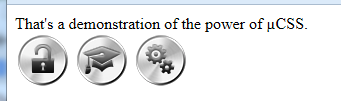 That's a demonstration of the power of µCSS.